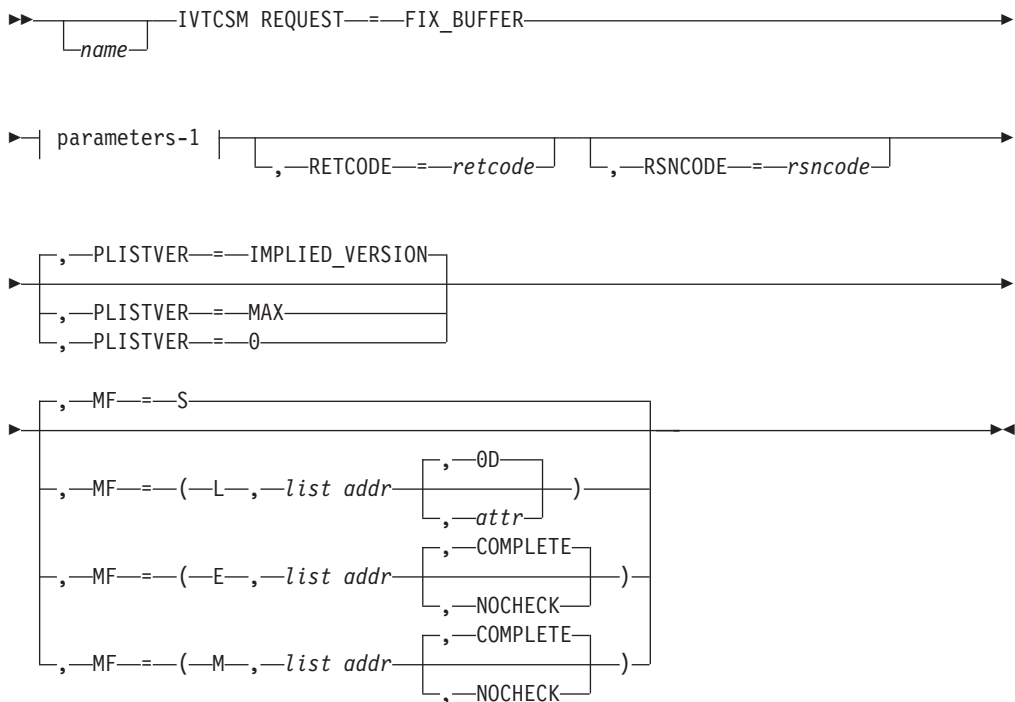 IVTCSM REQUEST = FIX_BUFFER
name
parameters-1
, RETCODE = retcode , RSNCODE = rsncode
, PLISTVER = IMPLIED_VERSION
, PLISTVER = MAX
, PLISTVER = 0
, MF = S
, 0D
, MF = ( L , list addr )
, attr
, COMPLETE
, MF = ( E , list addr )
, NOCHECK
, COMPLETE
, MF = ( M , list addr )
, NOCHECK